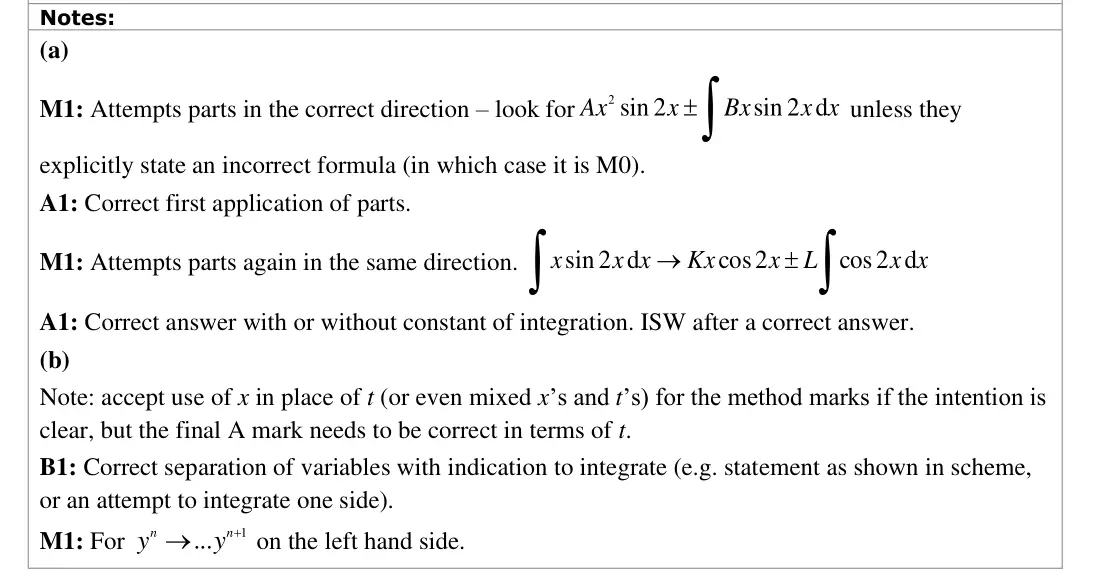 Notes:
(a)
M1: Attempts parts in the correct direction – look for Ax² sin 2x ± ∫ Bx sin 2x dx unless they
explicitly state an incorrect formula (in which case it is M0).
A1: Correct first application of parts.
M1: Attempts parts again in the same direction. ∫ x sin 2x dx → Kx cos 2x ± L ∫ cos 2x dx
A1: Correct answer with or without constant of integration. ISW after a correct answer.
(b)
Note: accept use of x in place of t (or even mixed x’s and t’s) for the method marks if the intention is
clear, but the final A mark needs to be correct in terms of t.
B1: Correct separation of variables with indication to integrate (e.g. statement as shown in scheme,
or an attempt to integrate one side).
M1: For yⁿ → ...yⁿ⁺¹ on the left hand side.